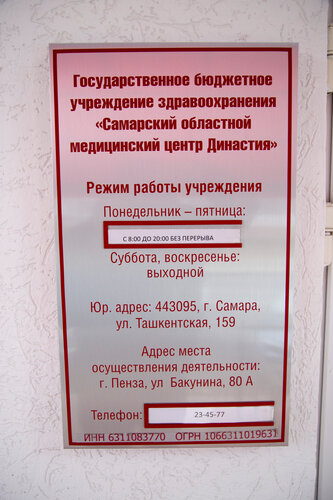 Государственное бюджетное
учреждение здравоохранения
«Самарский областной
медицинский центр Династия»
Режим работы учреждения
Понедельник – пятница:
С 8:00 ДО 20:00 БЕЗ ПЕРЕРЫВА
Суббота, воскресенье:
выходной
Юр. адрес: 443095, г. Самара,
ул. Ташкентская, 159
Адрес места
осуществления деятельности:
г. Пенза, ул Бакунина, 80 А
Телефон: 23-45-77
ИНН 6311083770 ОГРН 1066311019631